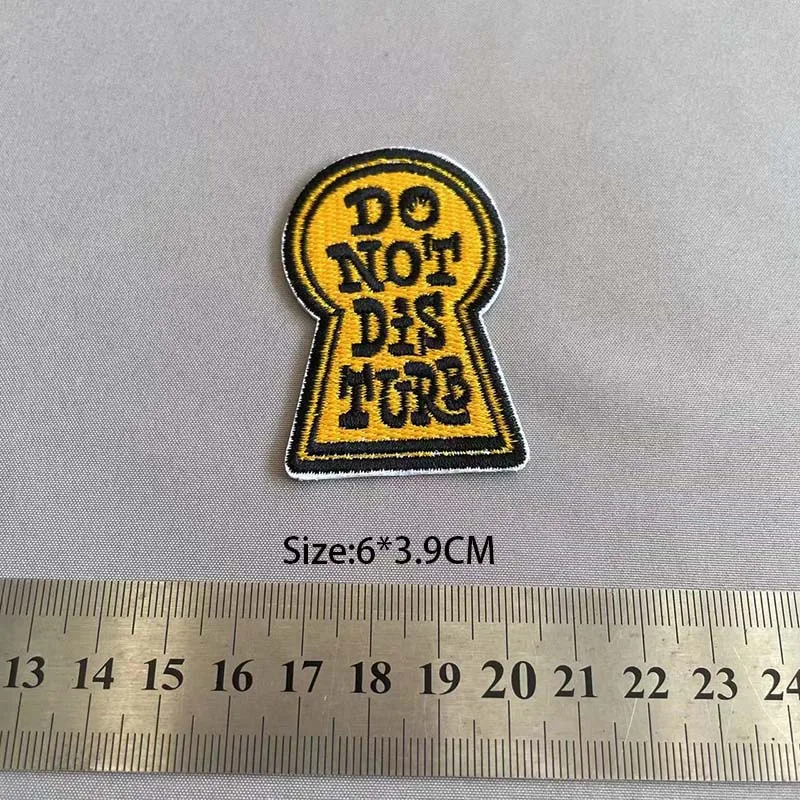 DO
NOT
DiS
TURB
Size:6*3.9CM
13 14 15 16 17 18 19 20 21 22 23 24